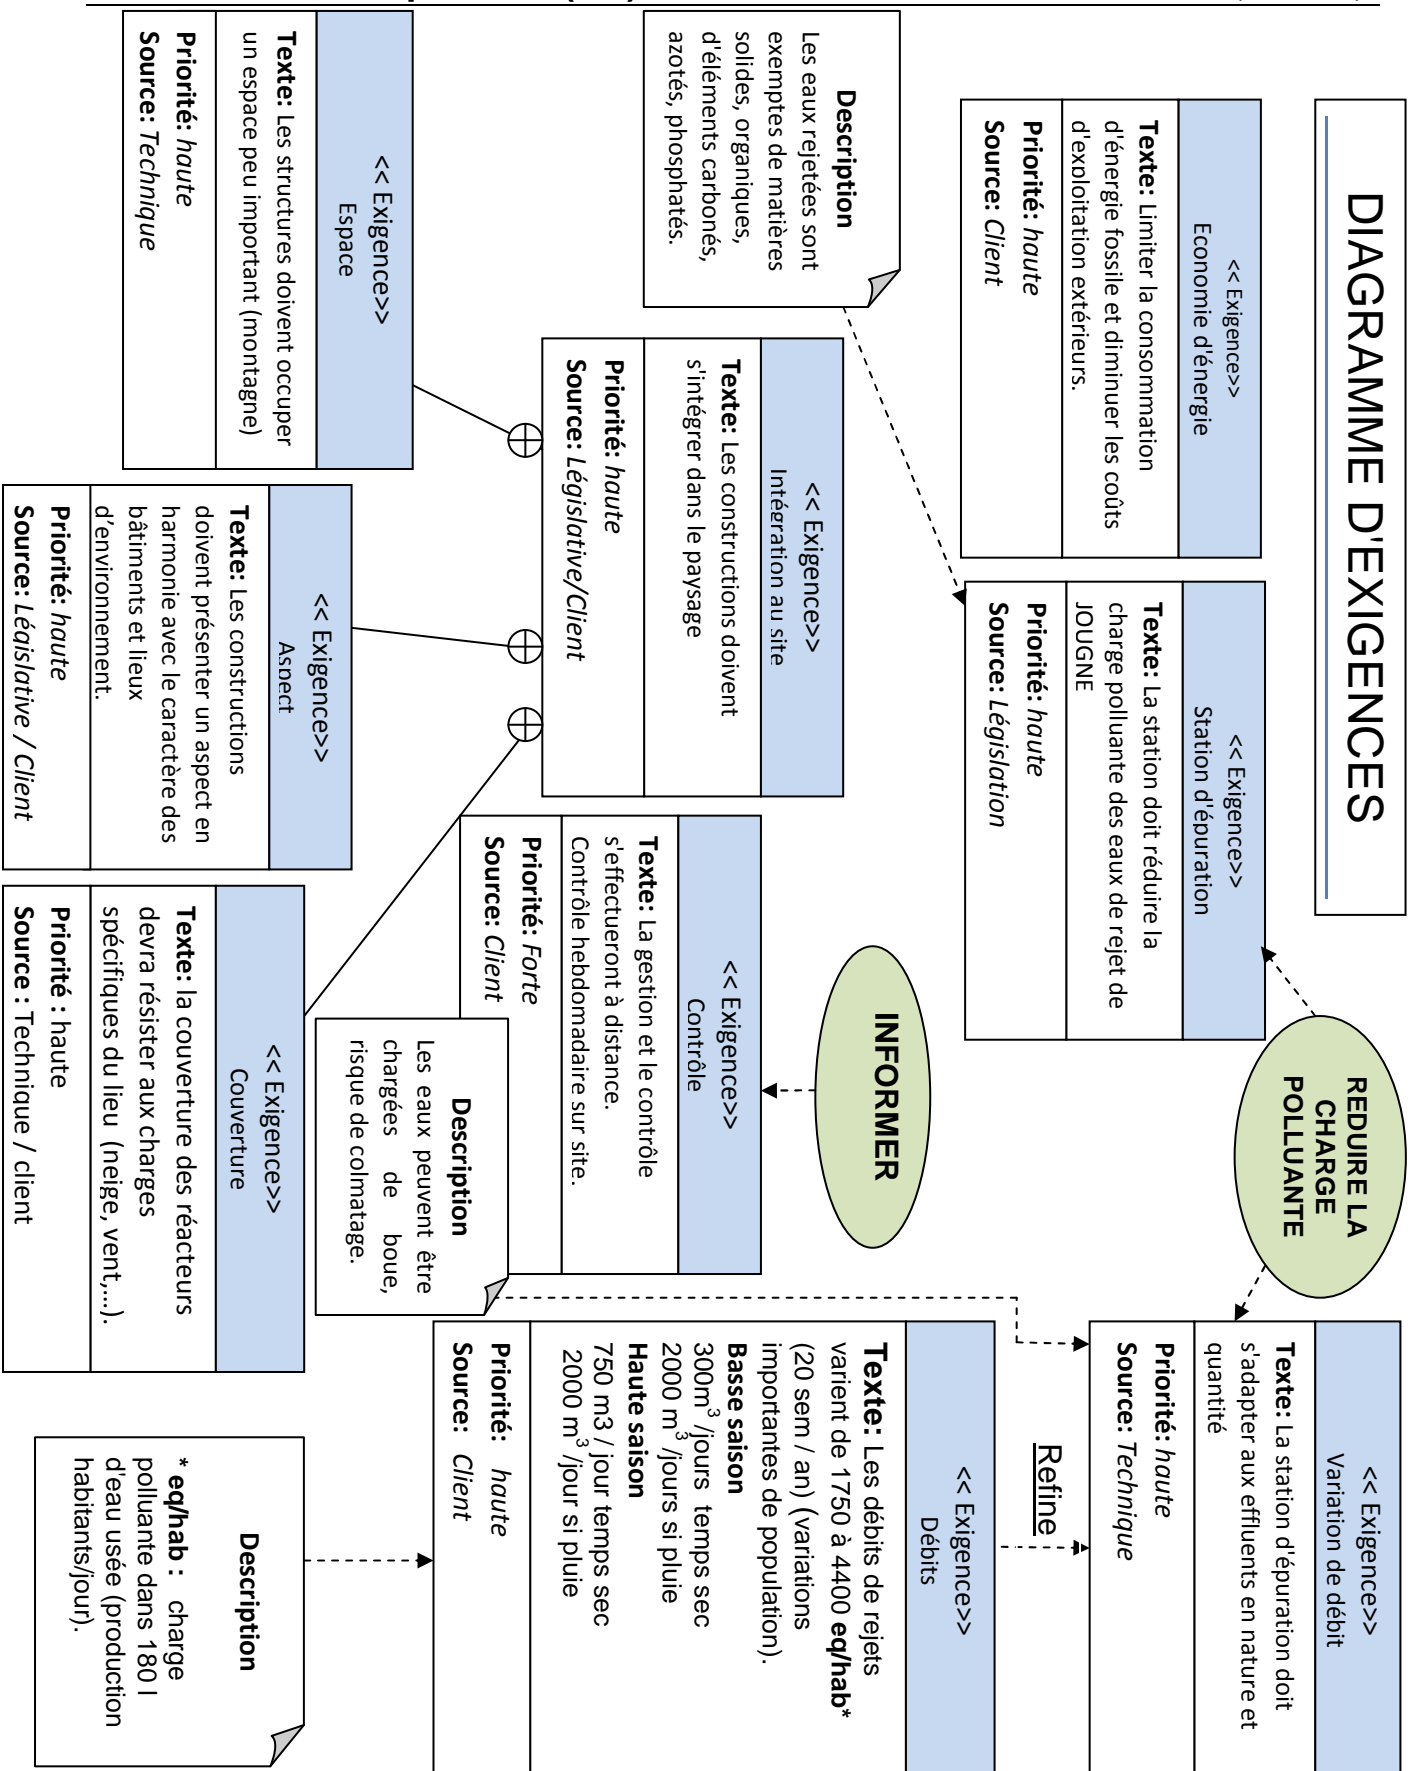 DIAGRAMME D'EXIGENCES
<< Exigence>>
Economie d'énergie
Texte: Limiter la consommation
d'énergie fossile et diminuer les coûts
d'exploitation extérieurs.
Priorité: haute
Source: Client
<< Exigence>>
Station d'épuration
Texte: La station doit réduire la
charge polluante des eaux de rejet de
JOUGNE
Priorité: haute
Source: Législation
REDUIRE LA
CHARGE
POLLUANTE
<< Exigence>>
Variation de débit
Texte: La station d'épuration doit
s'adapter aux effluents en nature et
quantité
Priorité: haute
Source: Technique
Description
Les eaux rejetées sont
exemptes de matières
solides, organiques,
d'éléments carbonés,
azotés, phosphatés.
<< Exigence>>
Intégration au site
Texte: Les constructions doivent
s'intégrer dans le paysage
Priorité: haute
Source: Législative/Client
INFORMER
<< Exigence>>
Contrôle
Texte: La gestion et le contrôle
s'effectueront à distance.
Contrôle hebdomadaire sur site.
Priorité: Forte
Source: Client
Description
Les eaux peuvent être
chargées de boue,
risque de colmatage.
Refine
<< Exigence>>
Débits
Texte: Les débits de rejets
varient de 1750 à 4400 eq/hab*
(20 sem / an) (variations
importantes de population).
Basse saison
300m³ /jours temps sec
2000 m³ /jours si pluie
Haute saison
750 m3 / jour temps sec
2000 m³ /jour si pluie
Priorité: haute
Source: Client
<< Exigence>>
Espace
Texte: Les structures doivent occuper
un espace peu important (montagne)
Priorité: haute
Source: Technique
<< Exigence>>
Aspect
Texte: Les constructions
doivent présenter un aspect en
harmonie avec le caractère des
bâtiments et lieux
d'environnement.
Priorité: haute
Source: Législative / Client
<< Exigence>>
Couverture
Texte: la couverture des réacteurs
devra résister aux charges
spécifiques du lieu (neige, vent,...).
Priorité : haute
Source : Technique / client
Description
* eq/hab : charge
polluante dans 180 l
d'eau usée (production
habitants/jour).